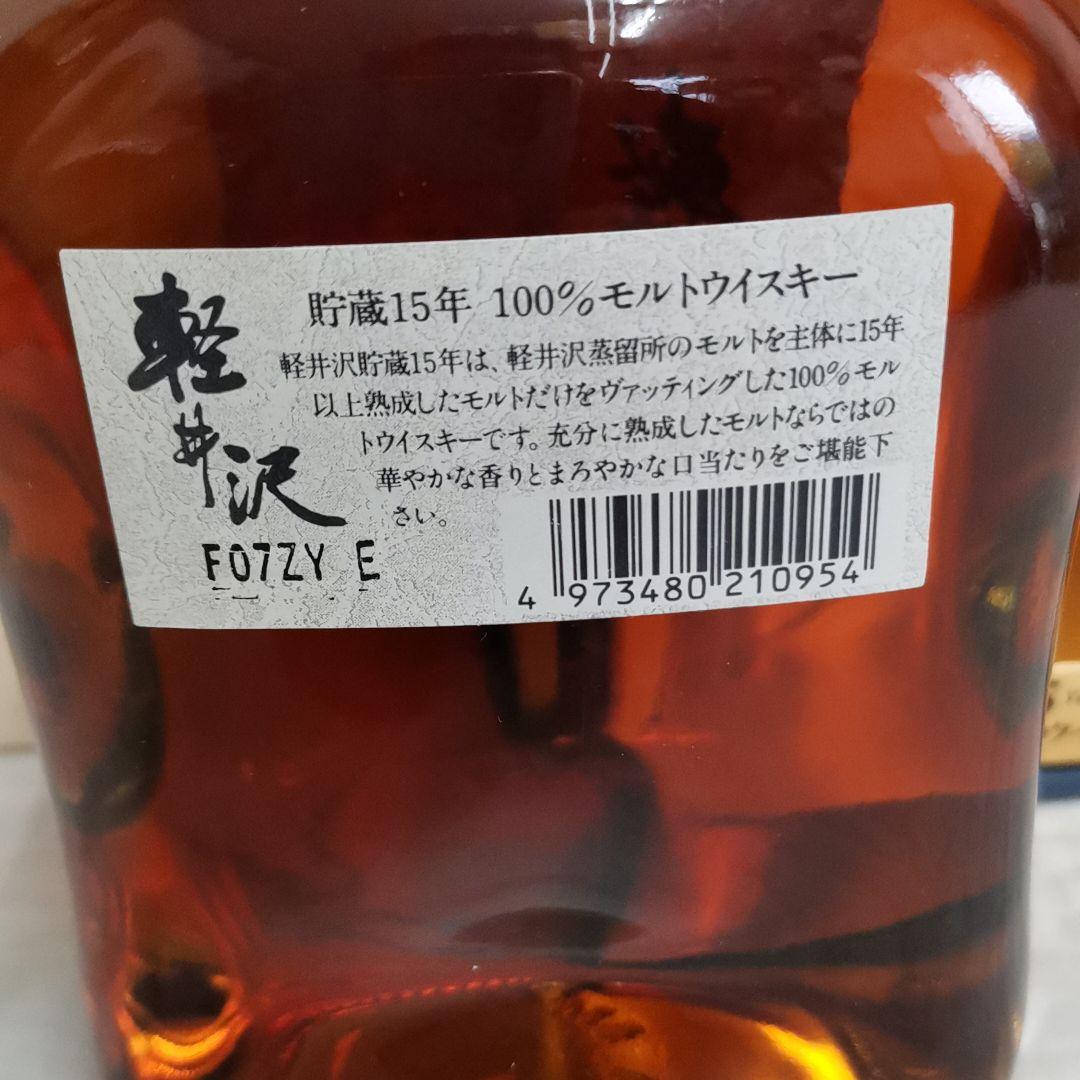 軽井沢
貯蔵15年 100%モルトウイスキー
軽井沢貯蔵15年は、軽井沢蒸留所のモルトを主体に15年
以上熟成したモルトだけをヴァッティングした100%モル
トウイスキーです。充分に熟成したモルトならではの
華やかな香りとまろやかな口当たりをご堪能下
さい。
F07ZY E
4 973480 210954